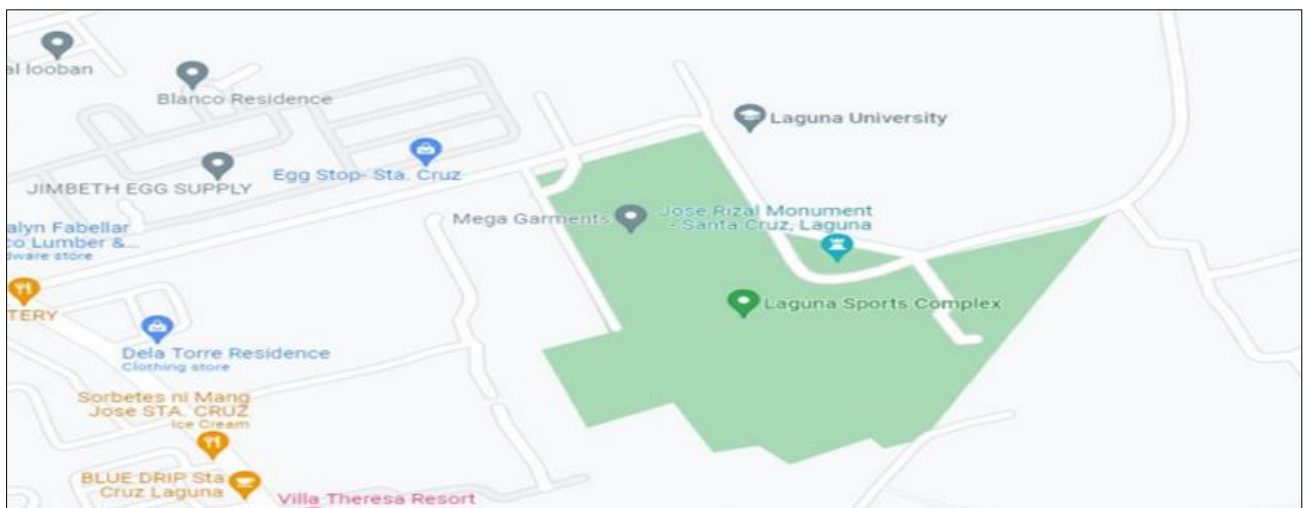 al looban
Blanco Residence
Laguna University
Egg Stop- Sta. Cruz
JIMBETH EGG SUPPLY
Mega Garments
Jose Rizal Monument
- Santa Cruz, Laguna
alyn Fabellar
co Lumber &...
dware store
TERY
Laguna Sports Complex
Dela Torre Residence
Clothing store
Sorbetes ni Mang
Jose STA. CRUZ
Ice Cream
BLUE DRIP Sta
Cruz Laguna
Villa Theresa Resort